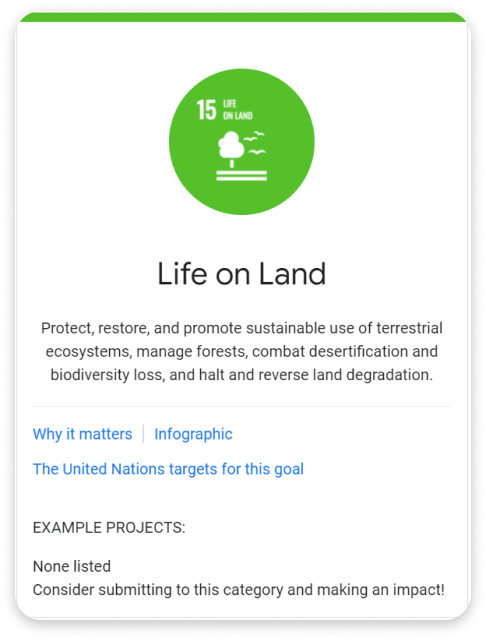 15 LIFE
ON LAND
Life on Land
Protect, restore, and promote sustainable use of terrestrial
ecosystems, manage forests, combat desertification and
biodiversity loss, and halt and reverse land degradation.
Why it matters | Infographic
The United Nations targets for this goal
EXAMPLE PROJECTS:
None listed
Consider submitting to this category and making an impact!